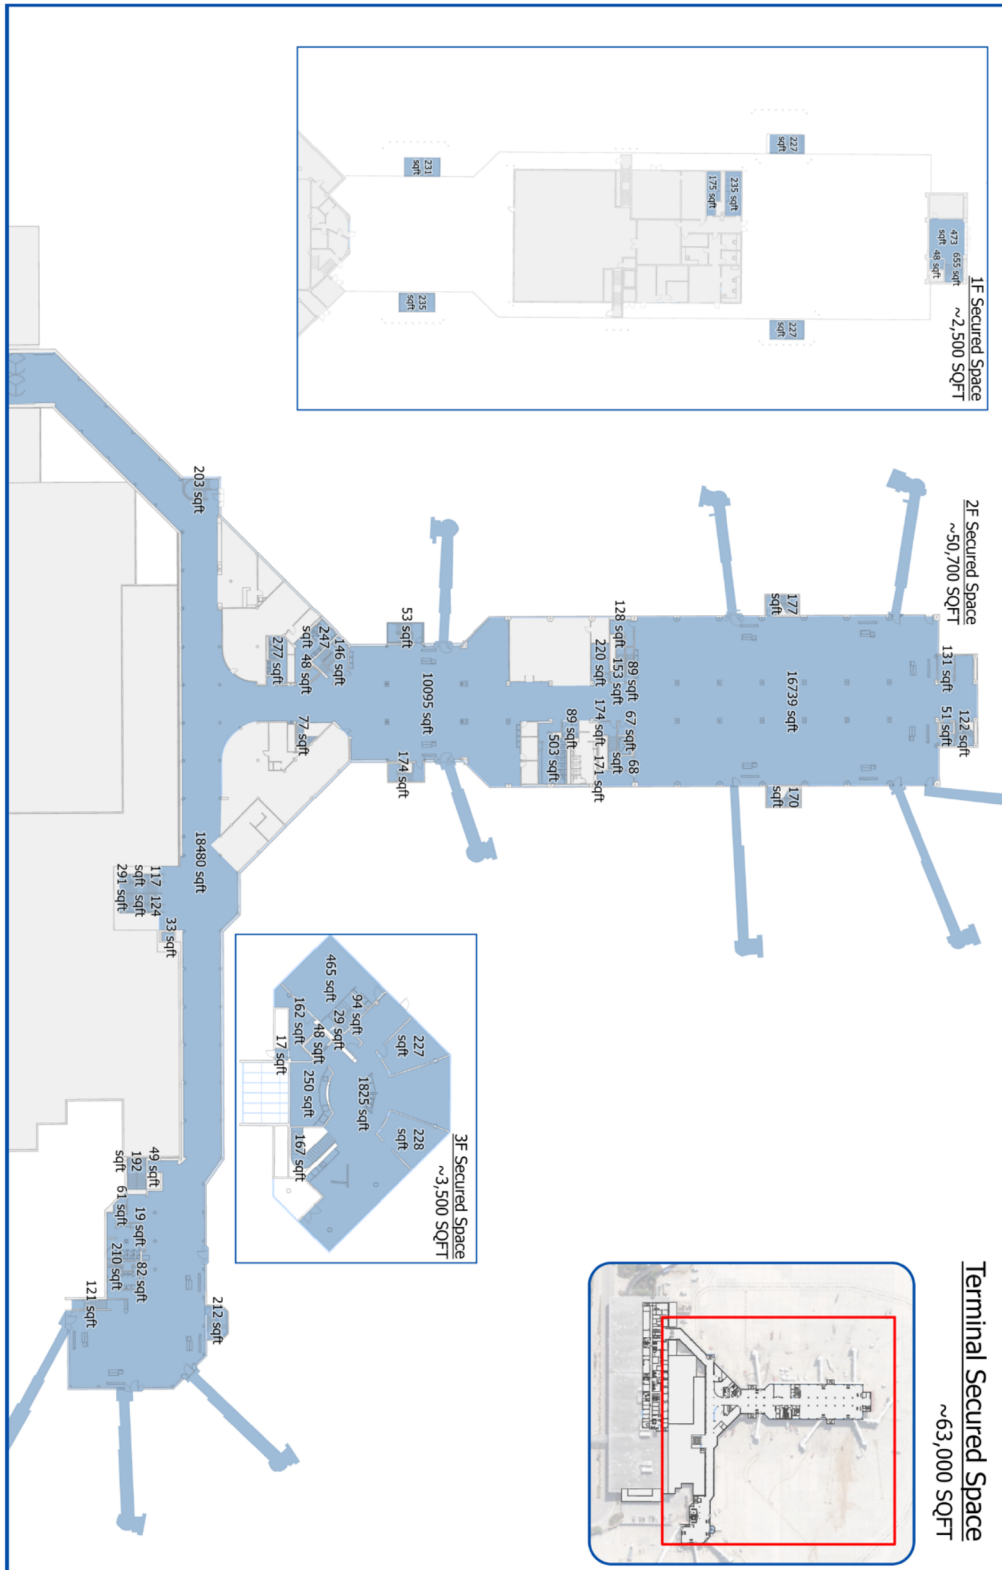 Terminal Secured Space
~63,000 SQFT
1F Secured Space
~2,500 SQFT
227
sqft
231
sqft
235 sqft
175 sqft
655 sqft
473
sqft
48 sqft
235
sqft
227
sqft
2F Secured Space
~50,700 SQFT
203 sqft
53 sqft
177
sqft
128 sqft
89 sqft
153 sqft
220 sqft
131 sqft
146 sqft
247
sqft
48 sqft
277 sqft
10095 sqft
16739 sqft
67 sqft
174 sqft
89 sqft
503 sqft
68
sqft
171 sqft
122 sqft
51 sqft
77 sqft
174 sqft
170
sqft
18480 sqft
117
sqft
124
sqft
291 sqft
33 sqft
49 sqft
192
sqft
61 sqft
19 sqft
82 sqft
210 sqft
121 sqft
212 sqft
3F Secured Space
~3,500 SQFT
465 sqft
94 sqft
29 sqft
48 sqft
162 sqft
17 sqft
227
sqft
1825 sqft
250 sqft
228
sqft
167 sqft